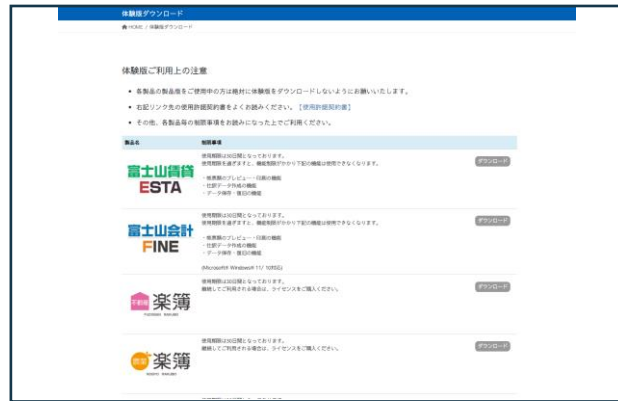 体験版ダウンロード
HOME / 体験版ダウンロード
体験版ご利用上の注意
• 各製品の製品版をご使用中の方は絶対に体験版をダウンロードしないようにお願いいたします。
• 右記リンク先の使用許諾契約書をよくお読みください。【使用許諾契約書】
• その他、各製品毎の制限事項をお読みになった上でご利用ください。
製品名 制限事項
富士山賃貸
ESTA
使用期限は30日間となっております。
使用期限を過ぎますと、機能制限がかかり下記の機能は使用できなくなります。
・帳票類のプレビュー・印刷の機能
・仕訳データ作成の機能
・データ保存・復旧の機能
ダウンロード
富士山会計
FINE
使用期限は30日間となっております。
使用期限を過ぎますと、機能制限がかかり下記の機能は使用できなくなります。
・帳票類のプレビュー・印刷の機能
・仕訳データ作成の機能
・データ保存・復旧の機能
(Microsoft® Windows® 11/ 10対応)
ダウンロード
不動産 楽簿
使用期限は30日間となっております。
継続してご利用される場合は、ライセンスをご購入ください。
ダウンロード
農業 楽簿
使用期限は30日間となっております。
継続してご利用される場合は、ライセンスをご購入ください。
ダウンロード